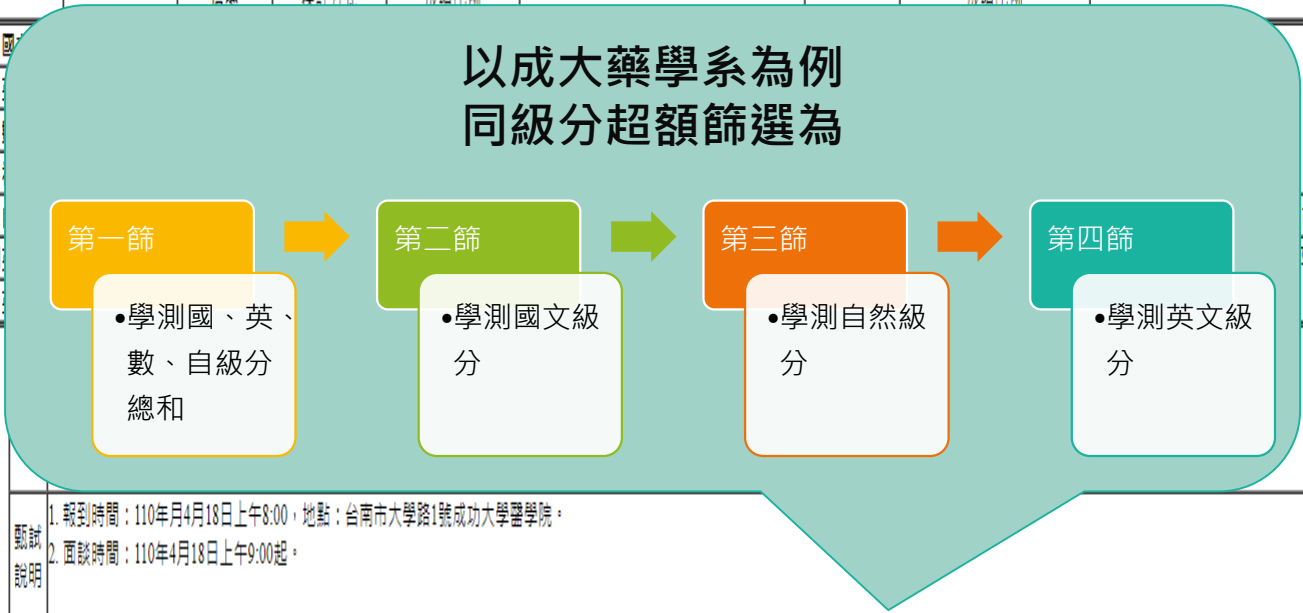 以成大藥學系為例
同級分超額篩選為
第一篩
•學測國、英、
數、自級分
總和
第二篩
•學測國文級
分
第三篩
•學測自然級
分
第四篩
•學測英文級
分
甄試
說明
1. 報到時間：110年月4月18日上午8:00，地點：台南市大學路1號成功大學醫學院。
2. 面談時間：110年4月18日上午9:00起。